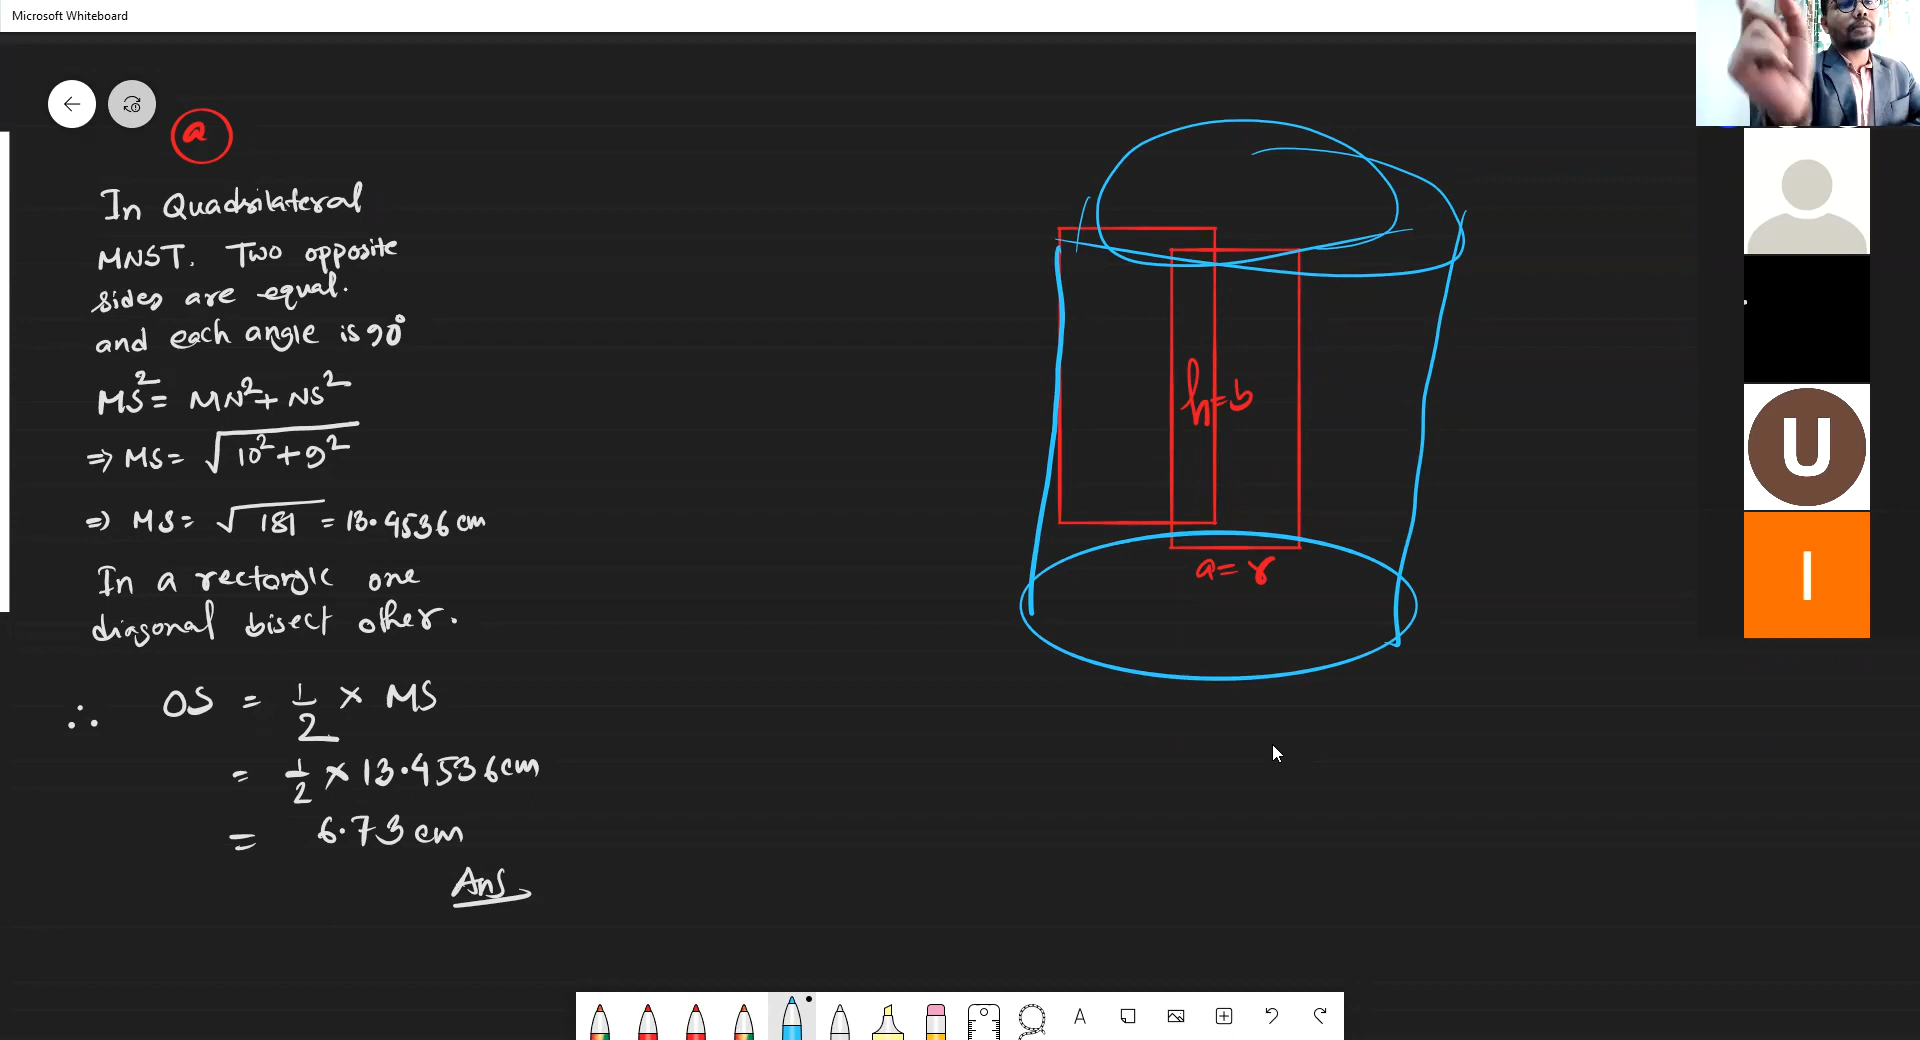 Microsoft Whiteboard
a
In Quadrilateral
MNST. Two opposite
sides are equal.
and each angle is 90°
MS² = MN² + NS²
⇒ MS = √10² + 9²
⇒ MS = √181 = 13.4536 cm
In a rectangle one
diagonal bisect other.
∴ OS = 1/2 × MS
= 1/2 × 13.4536 cm
= 6.73 cm
Ans
h = b
a = r
U
I
A